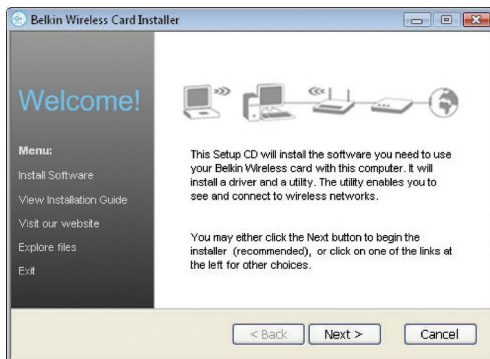 Belkin Wireless Card Installer
Welcome!
Menu:
Install Software
View Installation Guide
Visit our website
Explore files
Exit
This Setup CD will install the software you need to use
your Belkin Wireless card with this computer. It will
install a driver and a utility. The utility enables you to
see and connect to wireless networks.
You may either click the Next button to begin the
installer (recommended), or click on one of the links at
the left for other choices.
< Back
Next >
Cancel